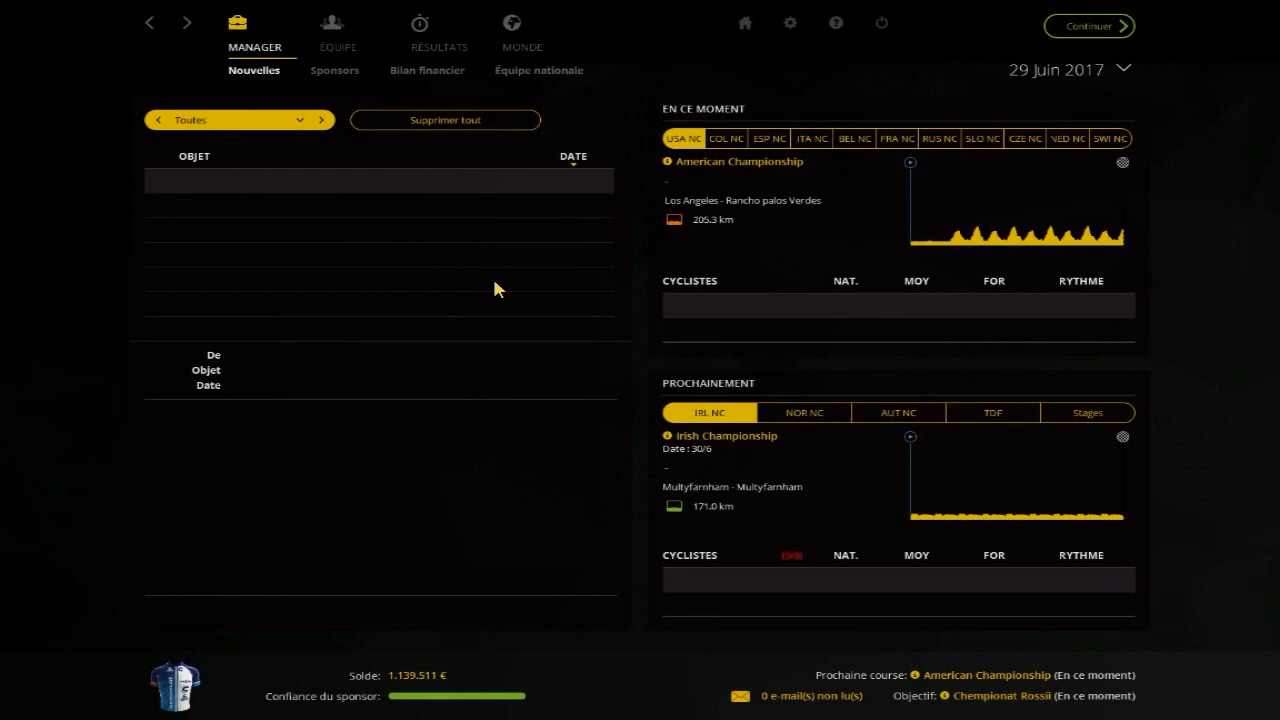 MANAGER
ÉQUIPE
RÉSULTATS
MONDE
Continuer
Nouvelles
Sponsors
Bilan financier
Équipe nationale
29 Juin 2017
Toutes
Supprimer tout
OBJET
DATE
De
Objet
Date
EN CE MOMENT
USA NC
COL NC
ESP NC
ITA NC
BEL NC
FRA NC
RUS NC
SLO NC
CZE NC
NED NC
SWI NC
American Championship
-
Los Angeles - Rancho palos Verdes
205.3 km
CYCLISTES
NAT.
MOY
FOR
RYTHME
PROCHAINEMENT
IRL NC
NOR NC
AUT NC
TDF
Stages
Irish Championship
Date : 30/6
-
Multyfarnham - Multyfarnham
171.0 km
CYCLISTES
(0/8)
NAT.
MOY
FOR
RYTHME
Solde: 1.139.511 €
Confiance du sponsor:
Prochaine course: American Championship (En ce moment)
0 e-mail(s) non lu(s)
Objectif: Chempionat Rossii (En ce moment)